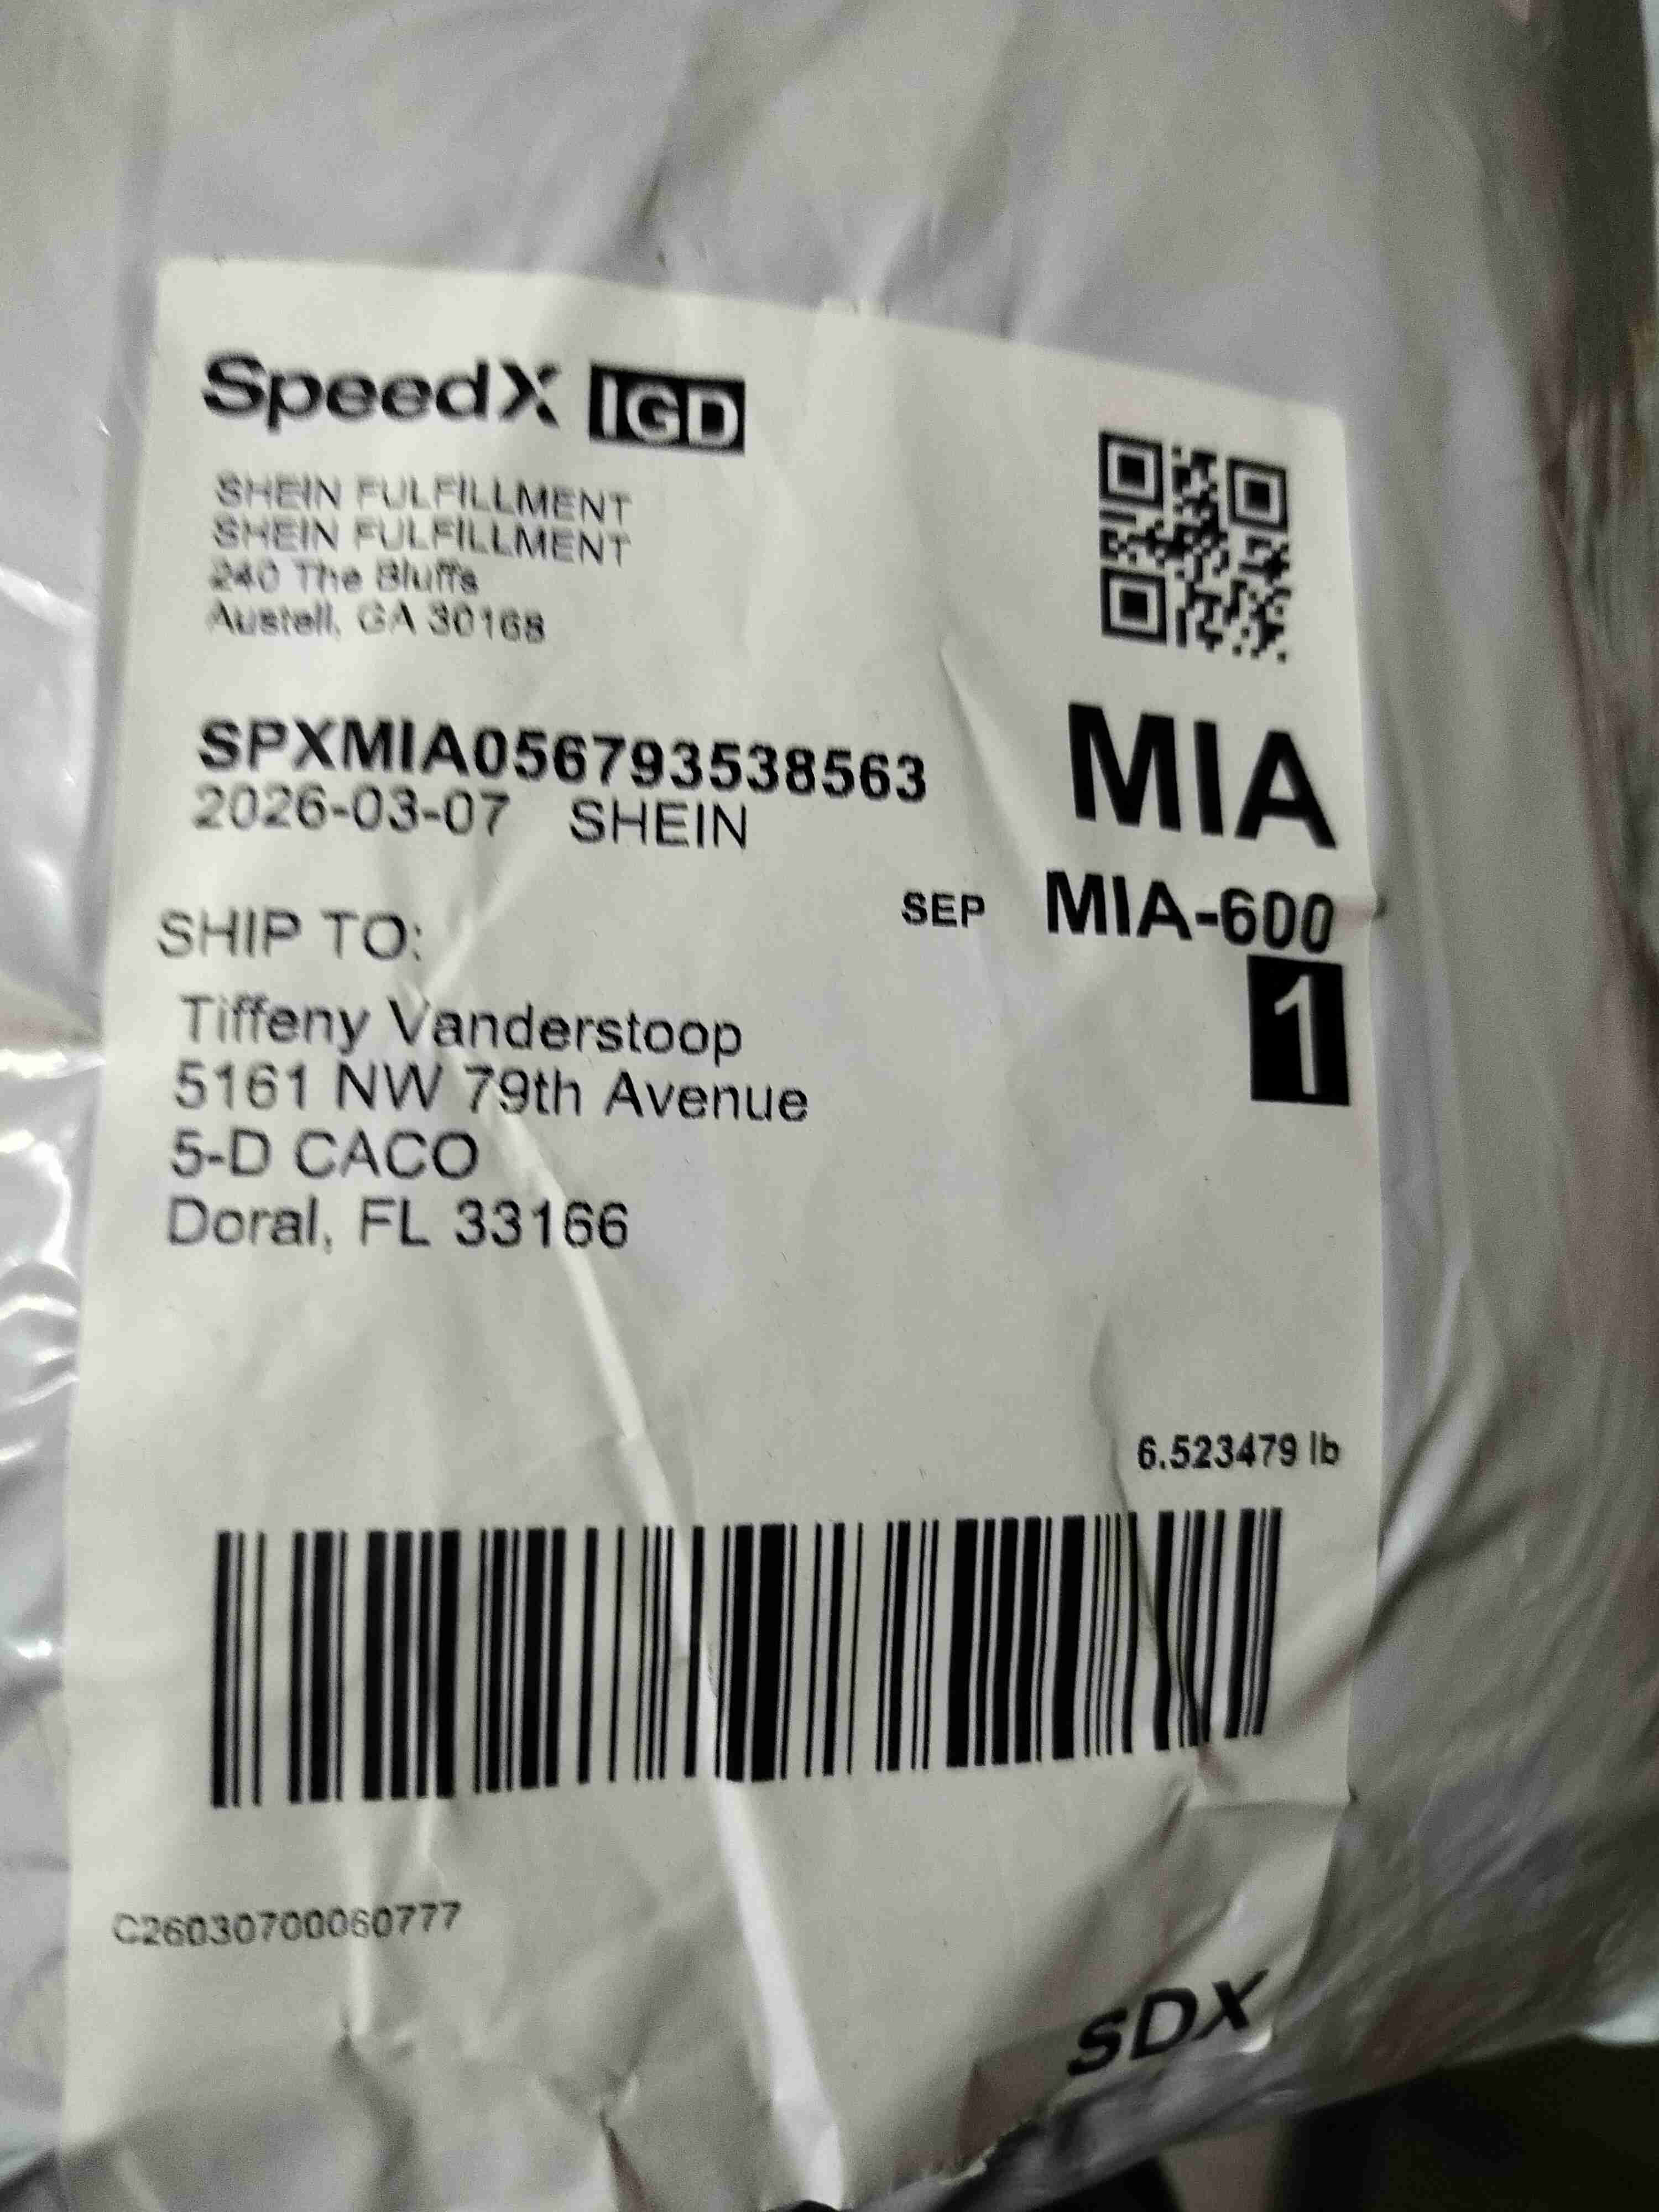 SpeedX IGD
SHEIN FULFILLMENT
SHEIN FULFILLMENT
240 The Bluffs
Austell, GA 30168
SPXMIA056793538563
2026-03-07 SHEIN
MIA
SEP MIA-600
1
SHIP TO:
Tiffeny Vanderstoop
5161 NW 79th Avenue
5-D CACO
Doral, FL 33166
6.523479 lb
C26030700060777
SDX